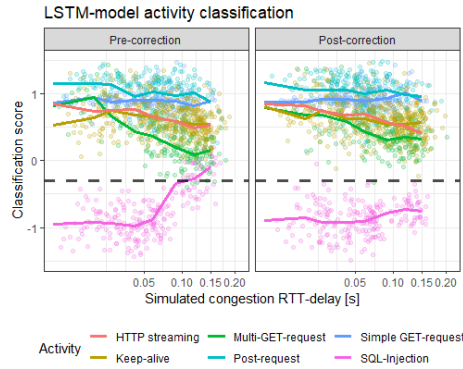 LSTM-model activity classification
Pre-correction Post-correction
Classification score
1
0
-1
0.05 0.10 0.15 0.20 0.05 0.10 0.15 0.20
Simulated congestion RTT-delay [s]
Activity
HTTP streaming Multi-GET-request Simple GET-request
Keep-alive Post-request SQL-Injection